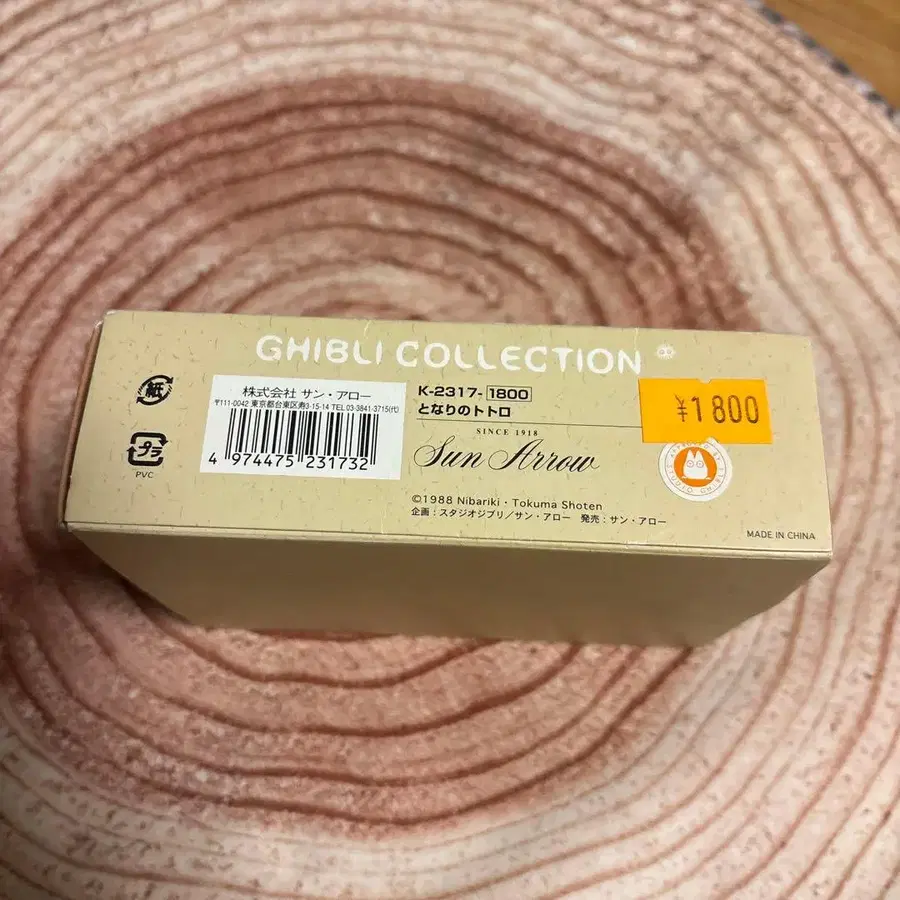 GHIBLI COLLECTION
紙
株式会社 サン・アロー
〒111-0042 東京都台東区寿3-15-14 TEL.03-3841-3715(代)
4 974475 231732
プラ
PVC
K-2317-1800
となりのトトロ
SINCE 1918
Sun Arrow
¥1800
APPROVED BY STUDIO GHIBLI
©1988 Nibariki・Tokuma Shoten
企画：スタジオジブリ／サン・アロー 発売：サン・アロー
MADE IN CHINA